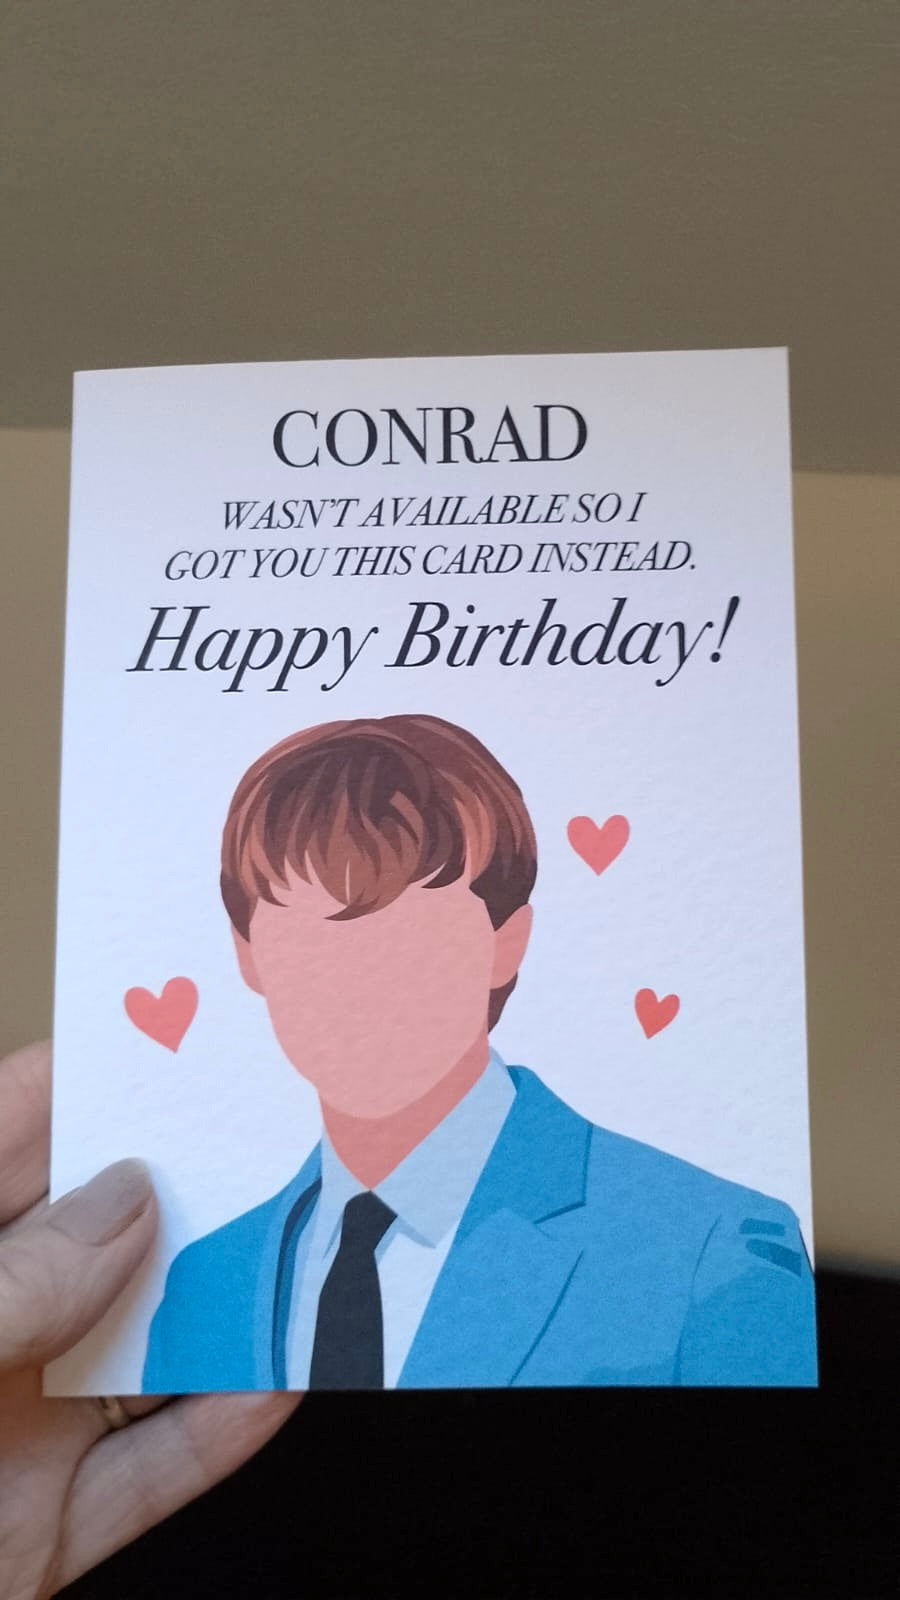 CONRAD
WASN'T AVAILABLE SO I
GOT YOU THIS CARD INSTEAD.
Happy Birthday!